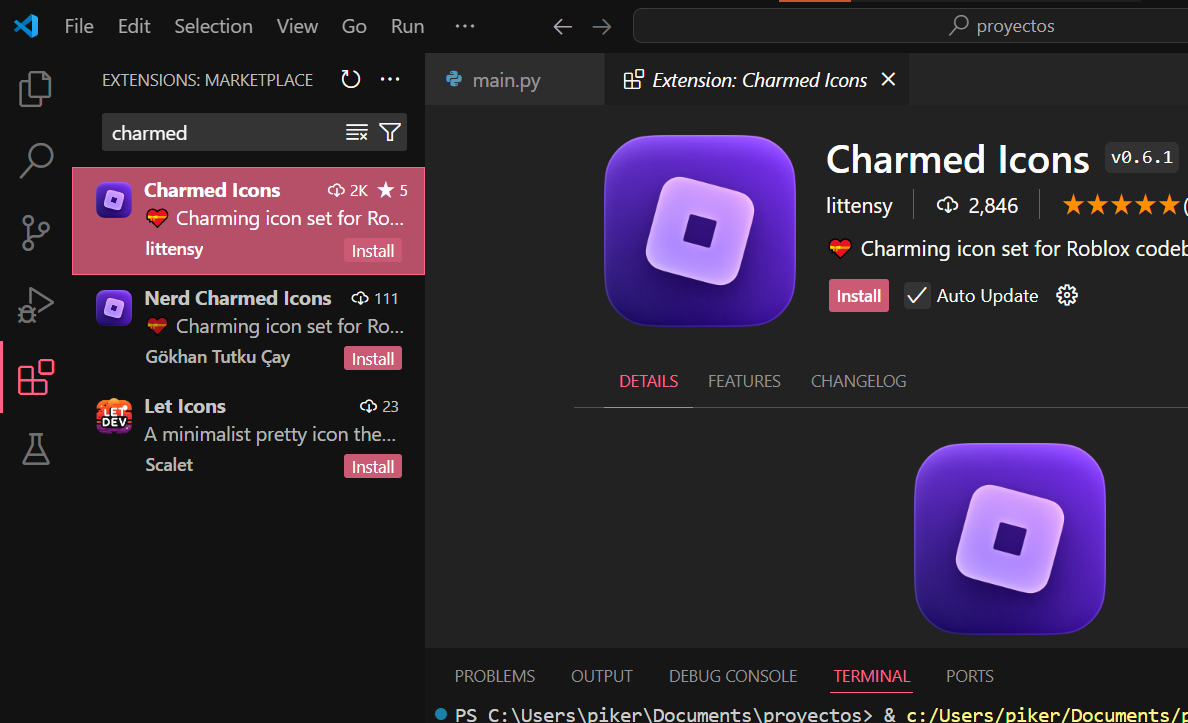 File Edit Selection View Go Run ···
proyectos
EXTENSIONS: MARKETPLACE
charmed
Charmed Icons 2K ★ 5
Charming icon set for Ro...
littensy
Install
Nerd Charmed Icons 111
Charming icon set for Ro...
Gökhan Tutku Çay
Install
LET DEV
Let Icons 23
A minimalist pretty icon the...
Scalet
Install
main.py
Extension: Charmed Icons
Charmed Icons v0.6.1
littensy 2,846 ★★★★★(
Charming icon set for Roblox codeb
Install Auto Update
DETAILS FEATURES CHANGELOG
PROBLEMS OUTPUT DEBUG CONSOLE TERMINAL PORTS
PS C:\Users\piker\Documents\proyectos> & c:/Users/piker/Documents/p